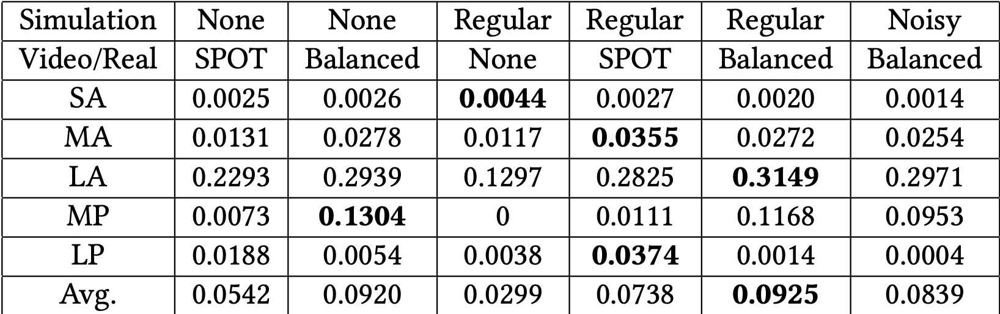 Simulation None None Regular Regular Regular Noisy
Video/Real SPOT Balanced None SPOT Balanced Balanced
SA 0.0025 0.0026 0.0044 0.0027 0.0020 0.0014
MA 0.0131 0.0278 0.0117 0.0355 0.0272 0.0254
LA 0.2293 0.2939 0.1297 0.2825 0.3149 0.2971
MP 0.0073 0.1304 0 0.0111 0.1168 0.0953
LP 0.0188 0.0054 0.0038 0.0374 0.0014 0.0004
Avg. 0.0542 0.0920 0.0299 0.0738 0.0925 0.0839